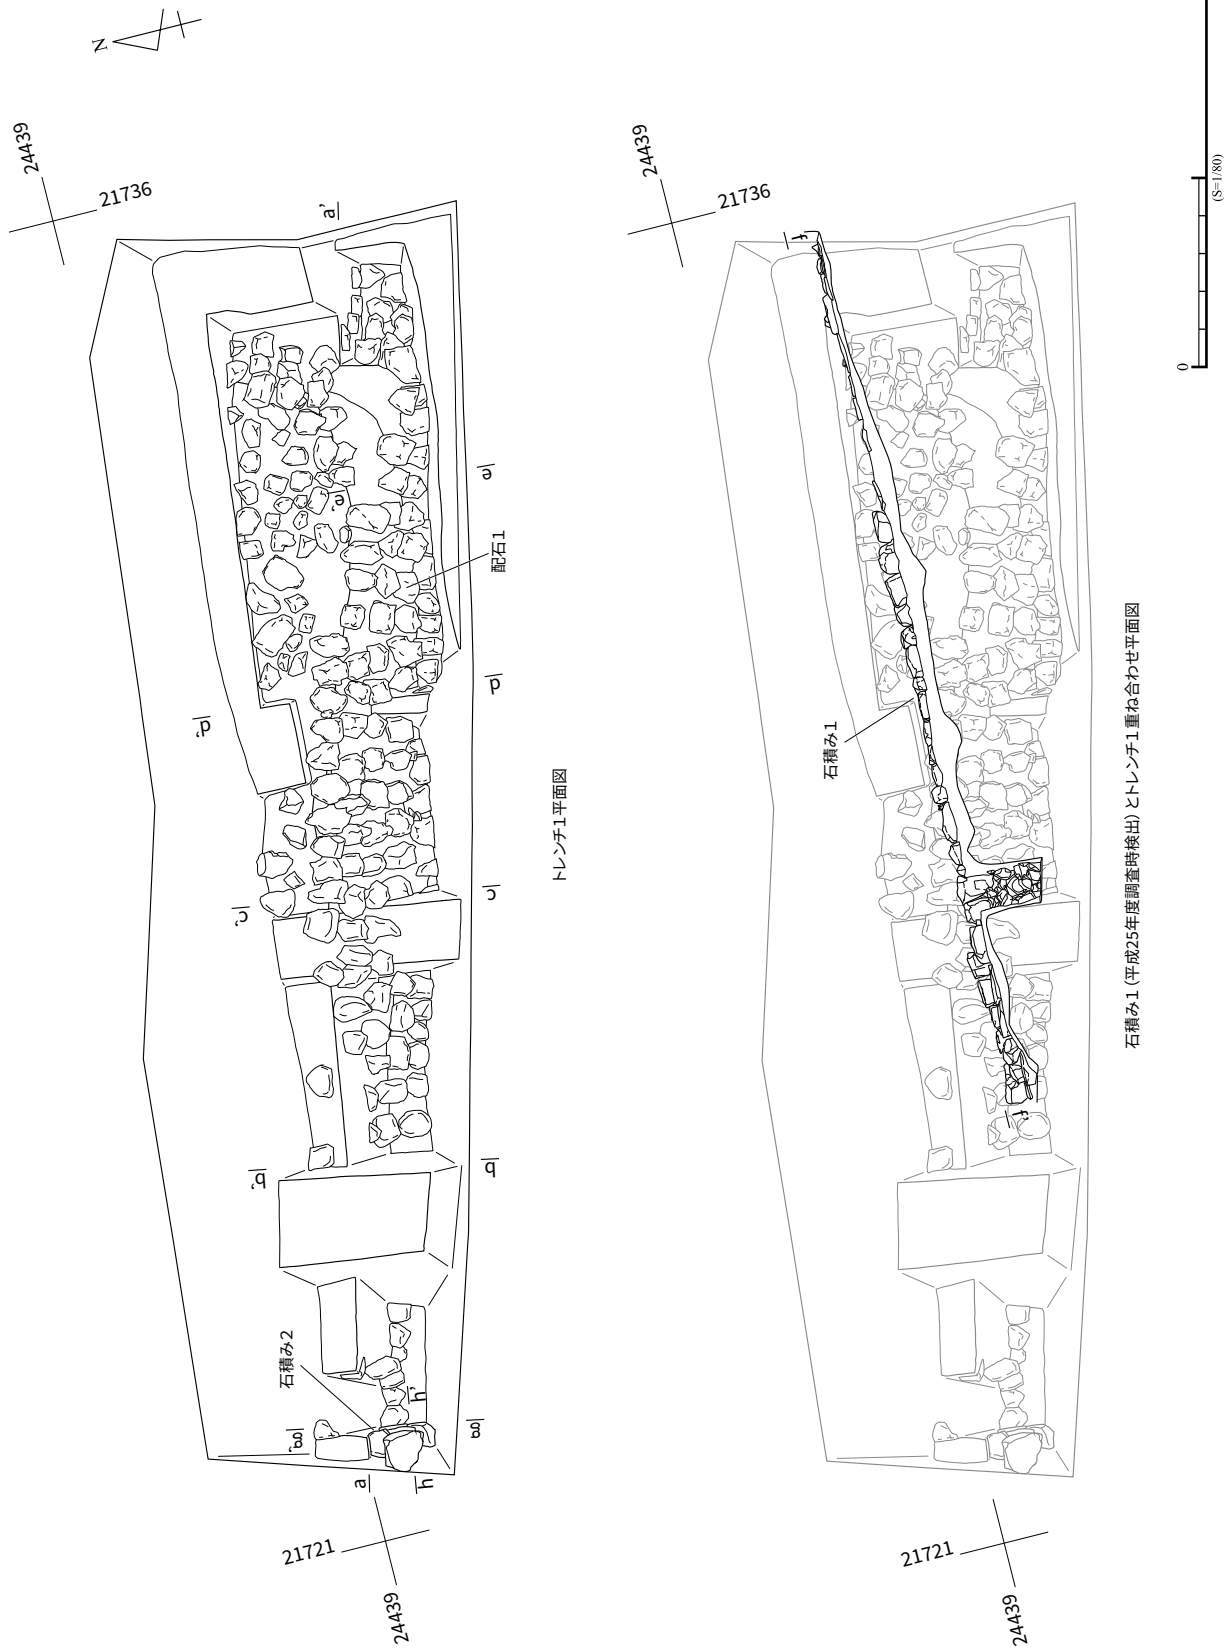 N
24439
21736
a'
e
e'
配石1
d
d'
c
c'
b
b'
石積み2
g'
g
h'
a
h
21721
24439
トレンチ1平面図
24439
21736
f
石積み1
f'
21721
24439
石積み1（平成25年度調査時検出）とトレンチ1重ね合わせ平面図
0
(S=1/80)